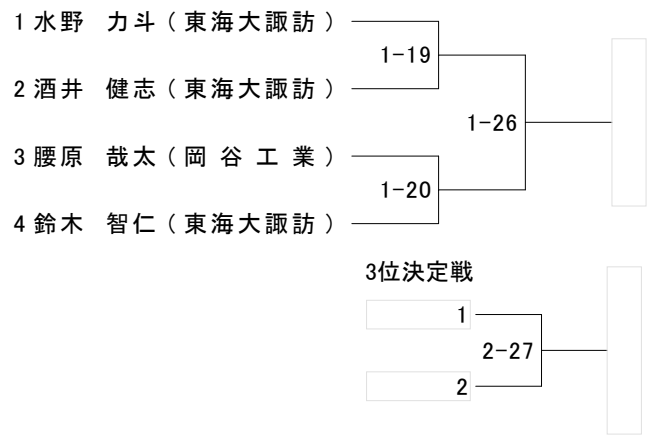 1 水野 力斗 ( 東海大諏訪 )
1-19
2 酒井 健志 ( 東海大諏訪 )
1-26
3 腰原 哉太 ( 岡谷工業 )
1-20
4 鈴木 智仁 ( 東海大諏訪 )
3位決定戦
1
2-27
2